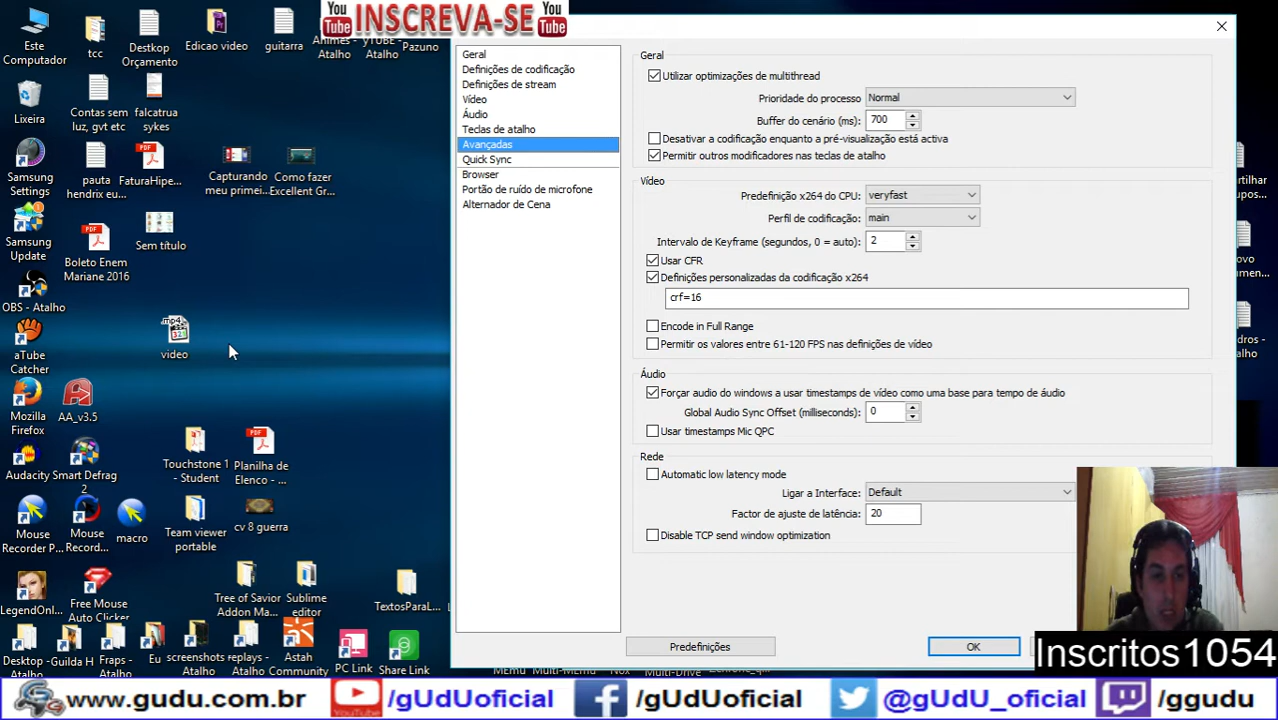 You Tube INSCREVA-SE You Tube
Este Computador
tcc
Destkop Orçamento
Edicao video
guitarra
Animes - Atalho
yTUBE - Atalho
Pazuno
Lixeira
Contas sem luz, gvt etc
falcatrua sykes
Samsung Settings
pauta hendrix eu...
FaturaHipe...
Capturando meu primei...
Como fazer Excellent Gr...
Samsung Update
Boleto Enem Mariane 2016
Sem título
OBS - Atalho
mp4
321
video
aTube Catcher
Mozilla Firefox
AA_v3.5
Audacity
Smart Defrag 2
PDF
Touchstone 1 - Student
Planilha de Elenco - ...
Mouse Recorder P...
Mouse Record...
macro
Team viewer portable
cv 8 guerra
LegendOnl...
Free Mouse Auto Clicker
Tree of Savior Addon Ma...
Sublime editor
TextosParaL...
Desktop - Atalho
Guilda H
Fraps - Atalho
Eu
screenshots Atalho
replays - Atalho
Astah Community
PC Link
Share Link
Geral
Definições de codificação
Definições de stream
Vídeo
Áudio
Teclas de atalho
Avançadas
Quick Sync
Browser
Portão de ruído de microfone
Alternador de Cena
Geral
Utilizar optimizações de multithread
Prioridade do processo Normal
Buffer do cenário (ms): 700
Desativar a codificação enquanto a pré-visualização está activa
Permitir outros modificadores nas teclas de atalho
Vídeo
Predefinição x264 do CPU: veryfast
Perfil de codificação: main
Intervalo de Keyframe (segundos, 0 = auto): 2
Usar CFR
Definições personalizadas da codificação x264
crf=16
Encode in Full Range
Permitir os valores entre 61-120 FPS nas definições de vídeo
Áudio
Forçar audio do windows a usar timestamps de vídeo como uma base para tempo de áudio
Global Audio Sync Offset (milliseconds): 0
Usar timestamps Mic QPC
Rede
Automatic low latency mode
Ligar a Interface: Default
Factor de ajuste de latência: 20
Disable TCP send window optimization
Predefinições
OK
Inscritos1054
www.gudu.com.br
YouTube
/gUdUoficial
/gUdUoficial
@gUdU_oficial
/ggudu